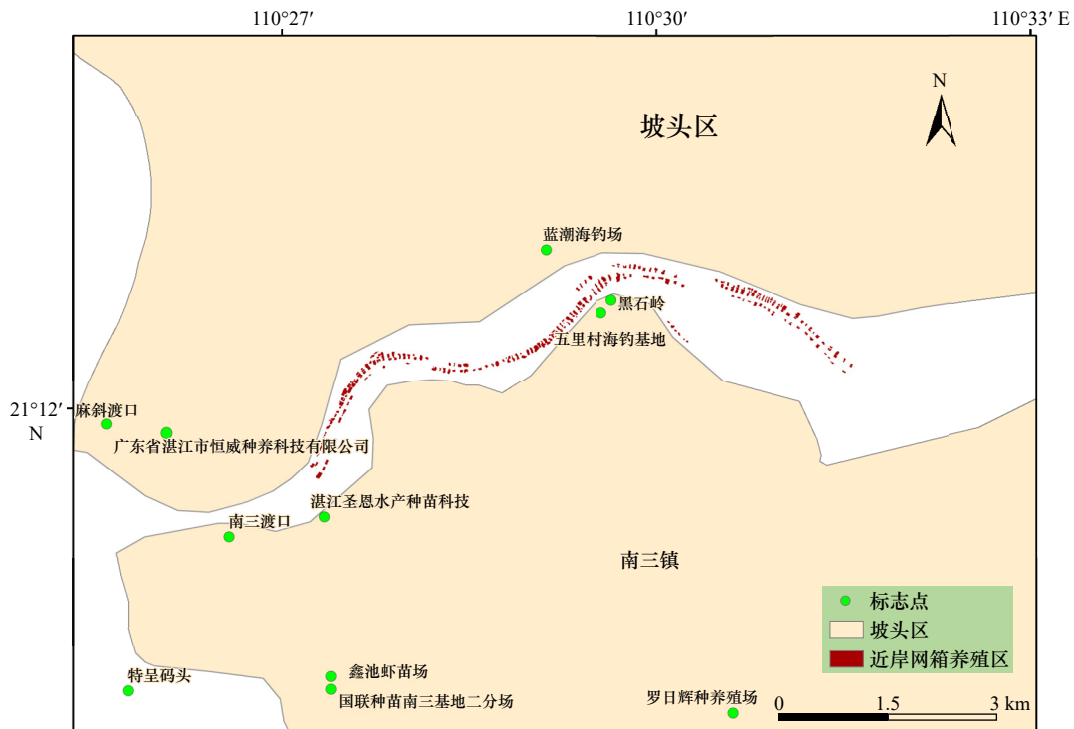 110°27′
110°30′
110°33′ E
N
坡头区
蓝潮海钓场
黑石岭
五里村海钓基地
21°12′
N
麻斜渡口
广东省湛江市恒威种养科技有限公司
湛江圣恩水产种苗科技
南三渡口
南三镇
标志点
坡头区
近岸网箱养殖区
特呈码头
鑫池虾苗场
国联种苗南三基地二分场
罗日辉种养殖场
0 1.5 3 km